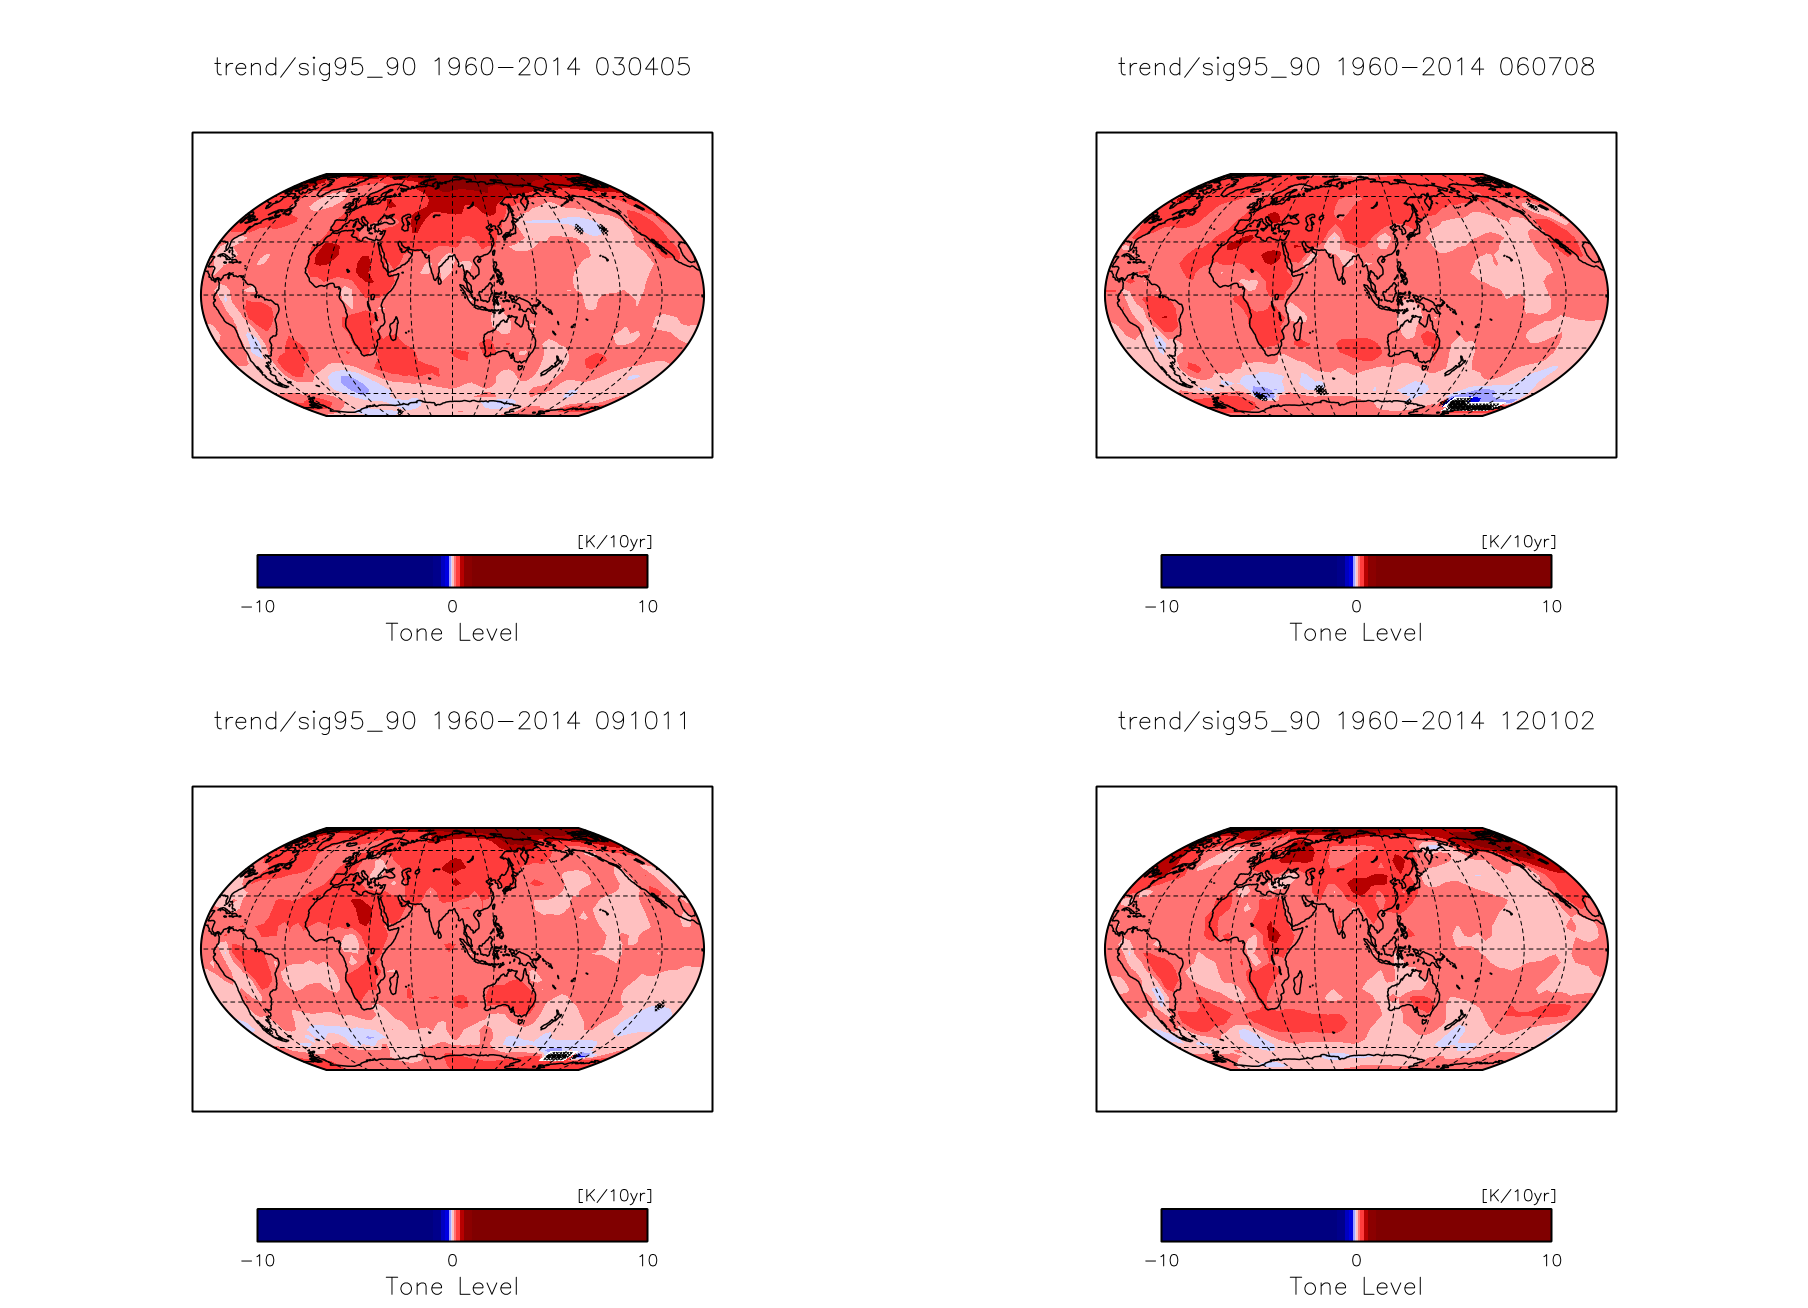 trend/sig95_90 1960-2014 030405
trend/sig95_90 1960-2014 060708
[K/10yr]
-10 0 10
Tone Level
[K/10yr]
-10 0 10
Tone Level
trend/sig95_90 1960-2014 091011
trend/sig95_90 1960-2014 120102
[K/10yr]
-10 0 10
Tone Level
[K/10yr]
-10 0 10
Tone Level